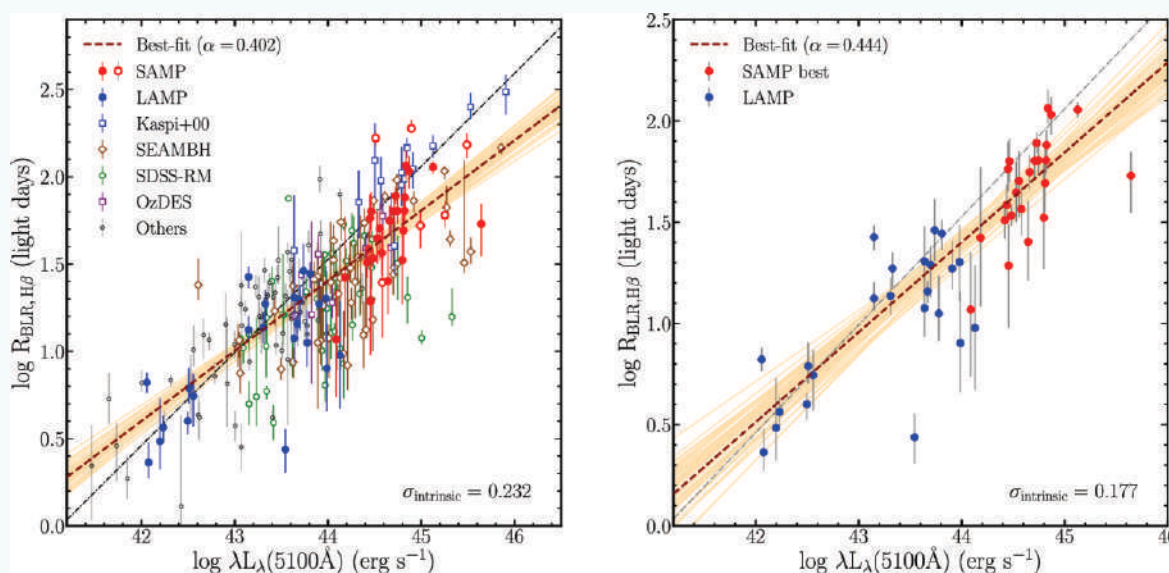 Best-fit (α = 0.402)
SAMP
LAMP
Kaspi+00
SEAMBH
SDSS-RM
OzDES
Others
σintrinsic = 0.232
log R_BLR,Hβ (light days)
2.5
2.0
1.5
1.0
0.5
0.0
42 43 44 45 46
log λL_λ(5100Å) (erg s⁻¹)
Best-fit (α = 0.444)
SAMP best
LAMP
σintrinsic = 0.177
log R_BLR,Hβ (light days)
2.5
2.0
1.5
1.0
0.5
0.0
42 43 44 45 46
log λL_λ(5100Å) (erg s⁻¹)